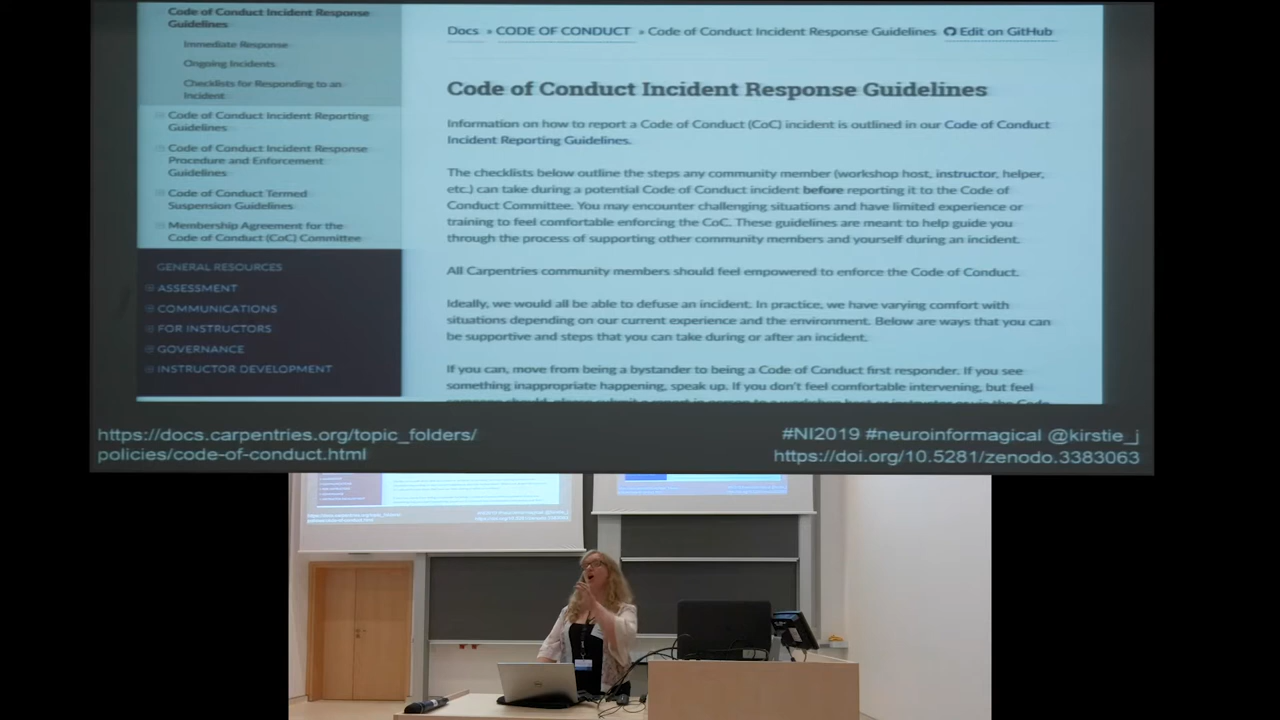 Code of Conduct Incident Response
Guidelines
Immediate Response
Ongoing Incidents
Checklists for Responding to an
Incident
Code of Conduct Incident Reporting
Guidelines
Code of Conduct Incident Response
Procedure and Enforcement
Guidelines
Code of Conduct Termed
Suspension Guidelines
Membership Agreement for the
Code of Conduct (CoC) Committee
GENERAL RESOURCES
ASSESSMENT
COMMUNICATIONS
FOR INSTRUCTORS
GOVERNANCE
INSTRUCTOR DEVELOPMENT
Docs » CODE OF CONDUCT » Code of Conduct Incident Response Guidelines Edit on GitHub
Code of Conduct Incident Response Guidelines
Information on how to report a Code of Conduct (CoC) incident is outlined in our Code of Conduct
Incident Reporting Guidelines.
The checklists below outline the steps any community member (workshop host, instructor, helper,
etc.) can take during a potential Code of Conduct incident before reporting it to the Code of
Conduct Committee. You may encounter challenging situations and have limited experience or
training to feel comfortable enforcing the CoC. These guidelines are meant to help guide you
through the process of supporting other community members and yourself during an incident.
All Carpentries community members should feel empowered to enforce the Code of Conduct.
Ideally, we would all be able to defuse an incident. In practice, we have varying comfort with
situations depending on our current experience and the environment. Below are ways that you can
be supportive and steps that you can take during or after an incident.
If you can, move from being a bystander to being a Code of Conduct first responder. If you see
something inappropriate happening, speak up. If you don't feel comfortable intervening, but feel
https://docs.carpentries.org/topic_folders/
policies/code-of-conduct.html
#NI2019 #neuroinformagical @kirstie_j
https://doi.org/10.5281/zenodo.3383063